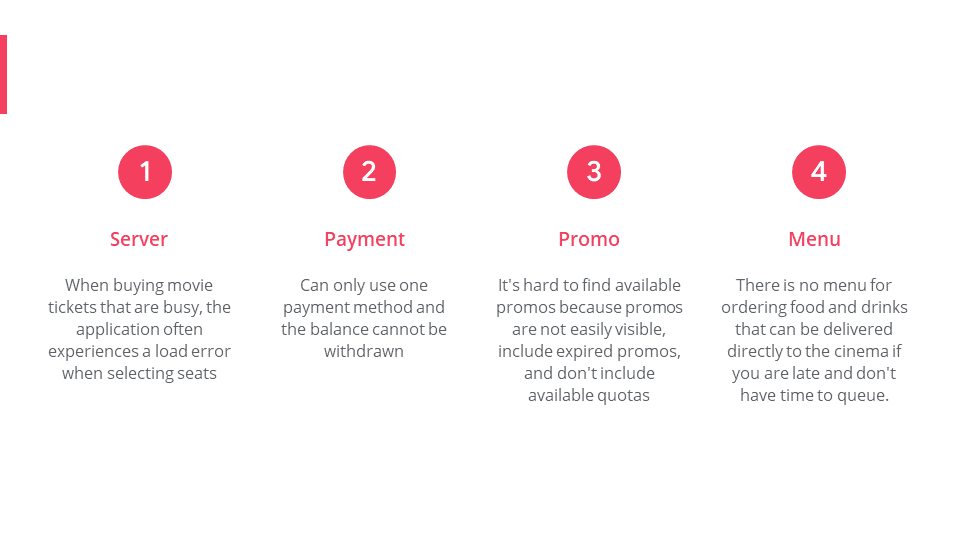 1
Server
When buying movie
tickets that are busy, the
application often
experiences a load error
when selecting seats
2
Payment
Can only use one
payment method and
the balance cannot be
withdrawn
3
Promo
It's hard to find available
promos because promos
are not easily visible,
include expired promos,
and don't include
available quotas
4
Menu
There is no menu for
ordering food and drinks
that can be delivered
directly to the cinema if
you are late and don't
have time to queue.